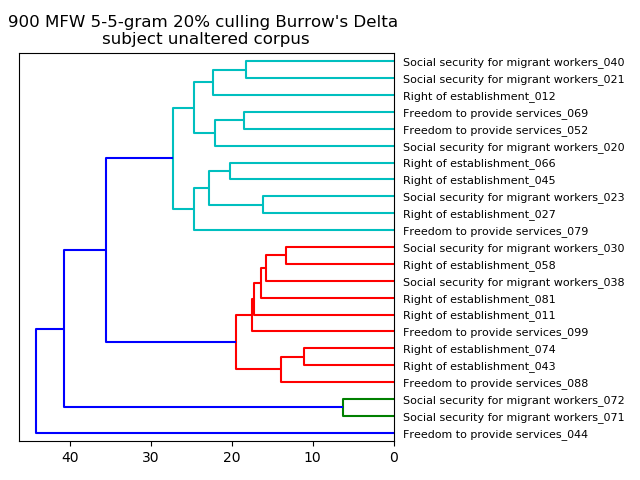 900 MFW 5-5-gram 20% culling Burrow's Delta
subject unaltered corpus
Social security for migrant workers_040
Social security for migrant workers_021
Right of establishment_012
Freedom to provide services_069
Freedom to provide services_052
Social security for migrant workers_020
Right of establishment_066
Right of establishment_045
Social security for migrant workers_023
Right of establishment_027
Freedom to provide services_079
Social security for migrant workers_030
Right of establishment_058
Social security for migrant workers_038
Right of establishment_081
Right of establishment_011
Freedom to provide services_099
Right of establishment_074
Right of establishment_043
Freedom to provide services_088
Social security for migrant workers_072
Social security for migrant workers_071
Freedom to provide services_044
40 30 20 10 0